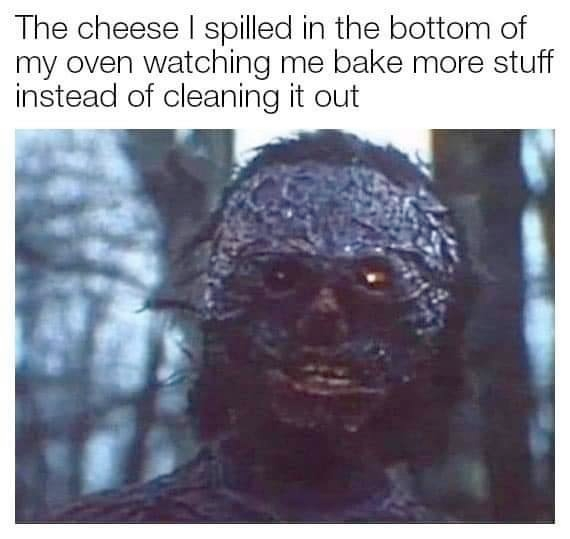 The cheese I spilled in the bottom of
my oven watching me bake more stuff
instead of cleaning it out